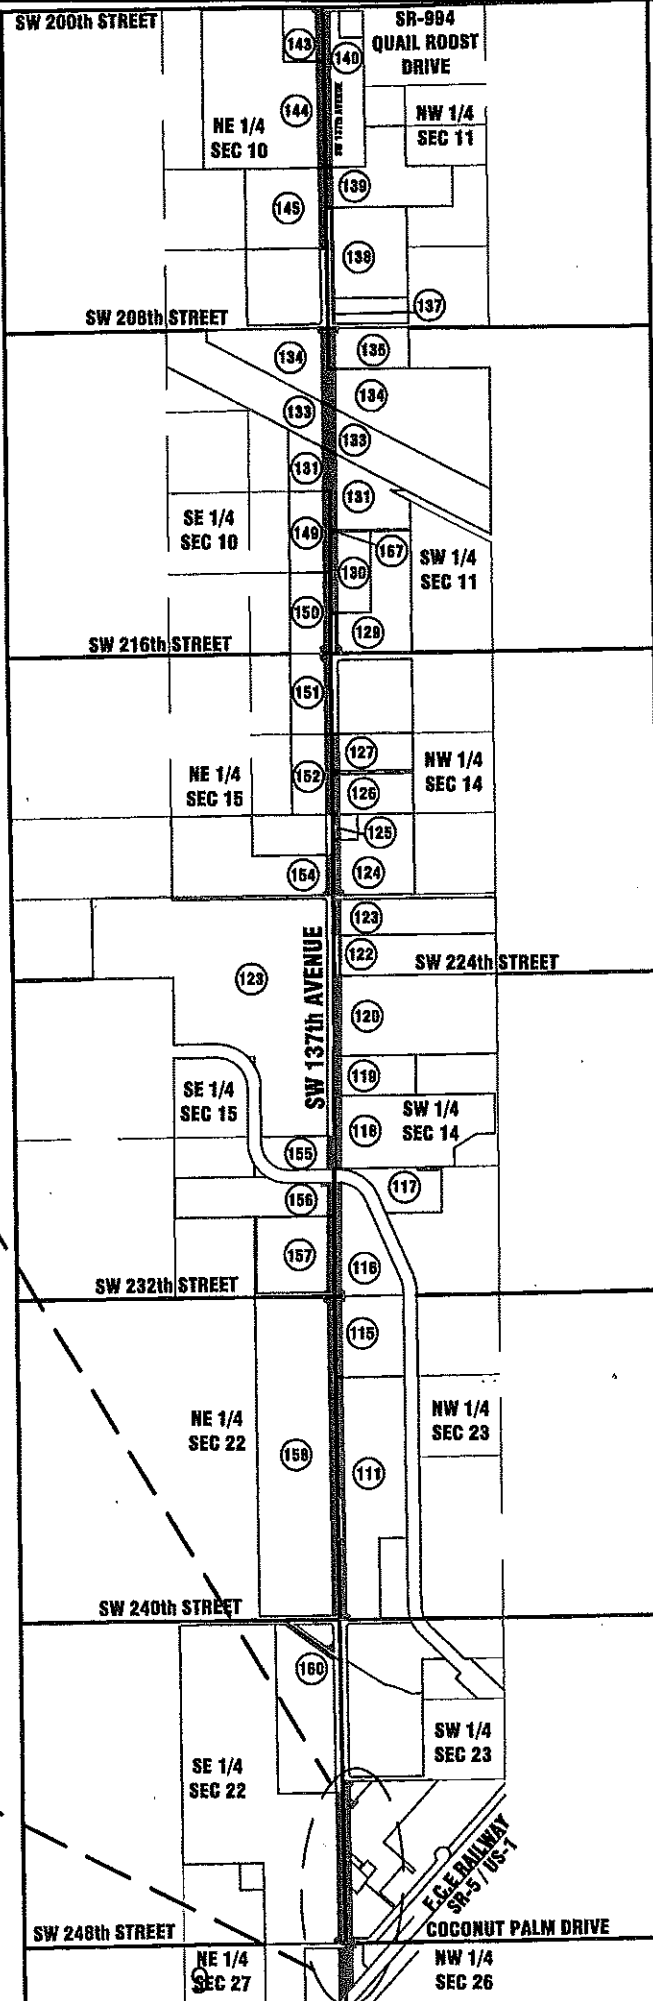 SW 200th STREET
143
140
SR-994
QUAIL ROOST
DRIVE
144
SW 137th AVENUE
NE 1/4
SEC 10
NW 1/4
SEC 11
139
145
138
137
SW 208th STREET
134
135
134
133
133
131
131
SE 1/4
SEC 10
149
167
130
SW 1/4
SEC 11
150
129
SW 216th STREET
151
127
NW 1/4
SEC 14
NE 1/4
SEC 15
152
126
125
154
124
123
SW 137th AVENUE
122
SW 224th STREET
123
120
119
SE 1/4
SEC 15
SW 1/4
SEC 14
118
155
117
156
157
116
SW 232th STREET
115
NE 1/4
SEC 22
NW 1/4
SEC 23
158
111
SW 240th STREET
160
SW 1/4
SEC 23
SE 1/4
SEC 22
F.C.E RAILWAY
SR-5 / US-1
SW 248th STREET
COCONUT PALM DRIVE
NE 1/4
SEC 27
NW 1/4
SEC 26